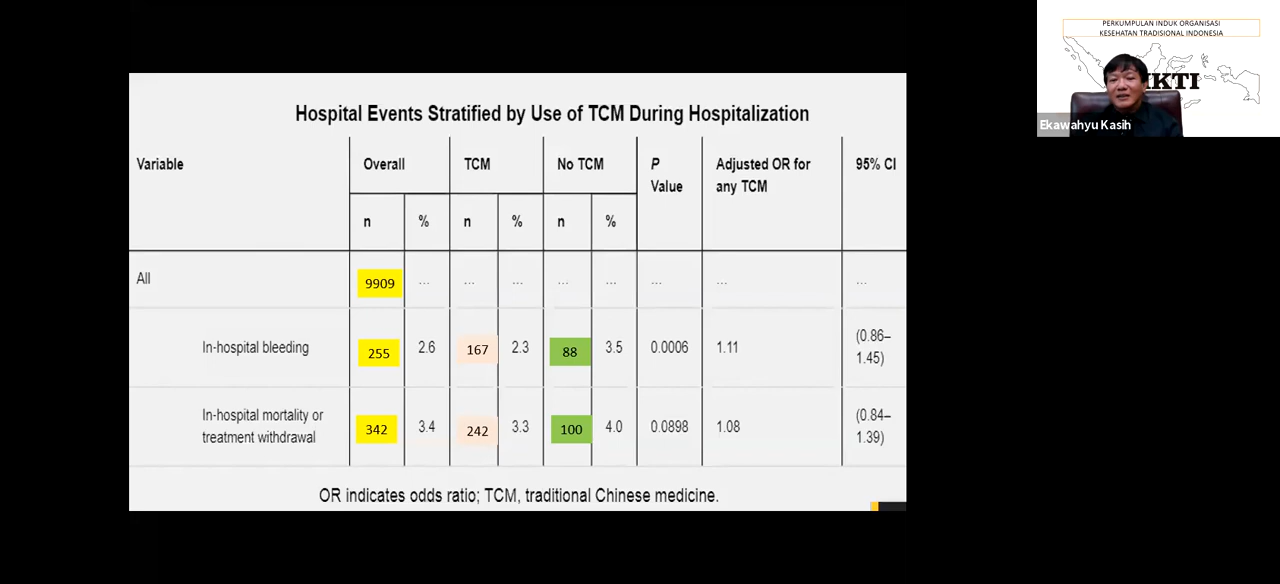 PERKUMPULAN INDUK ORGANISASI
KESEHATAN TRADISIONAL INDONESIA
IKTI
Ekawahyu Kasih
Hospital Events Stratified by Use of TCM During Hospitalization
Variable Overall TCM No TCM P Value Adjusted OR for any TCM 95% CI
n % n % n %
All 9909 ... ... ... ... ... ... ... ...
In-hospital bleeding 255 2.6 167 2.3 88 3.5 0.0006 1.11 (0.86–1.45)
In-hospital mortality or treatment withdrawal 342 3.4 242 3.3 100 4.0 0.0898 1.08 (0.84–1.39)
OR indicates odds ratio; TCM, traditional Chinese medicine.